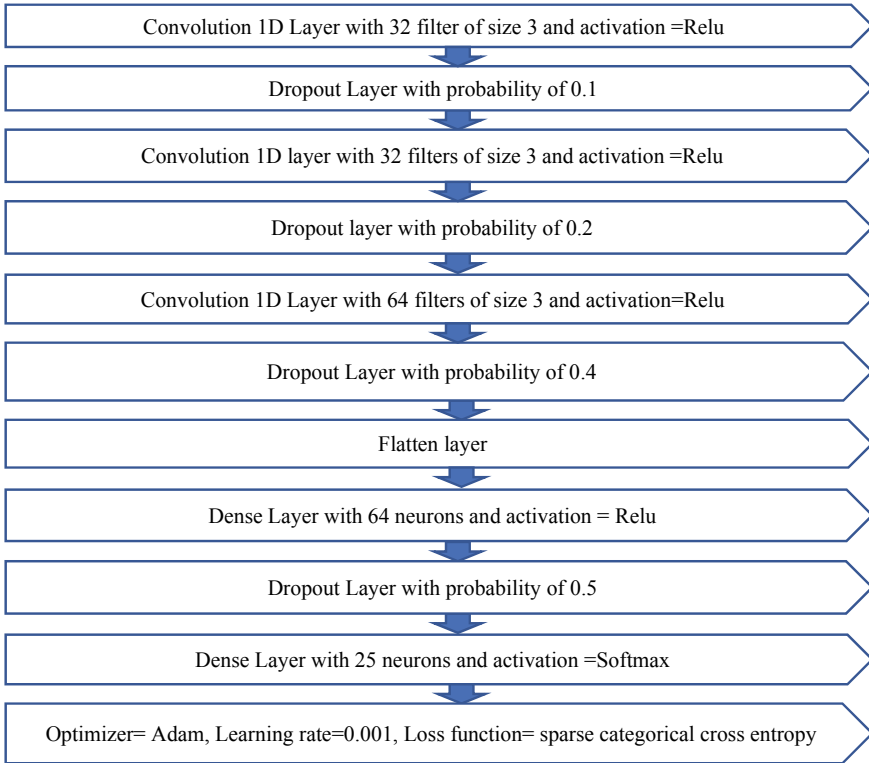 Convolution 1D Layer with 32 filter of size 3 and activation =Relu
Dropout Layer with probability of 0.1
Convolution 1D layer with 32 filters of size 3 and activation =Relu
Dropout layer with probability of 0.2
Convolution 1D Layer with 64 filters of size 3 and activation=Relu
Dropout Layer with probability of 0.4
Flatten layer
Dense Layer with 64 neurons and activation = Relu
Dropout Layer with probability of 0.5
Dense Layer with 25 neurons and activation =Softmax
Optimizer= Adam, Learning rate=0.001, Loss function= sparse categorical cross entropy